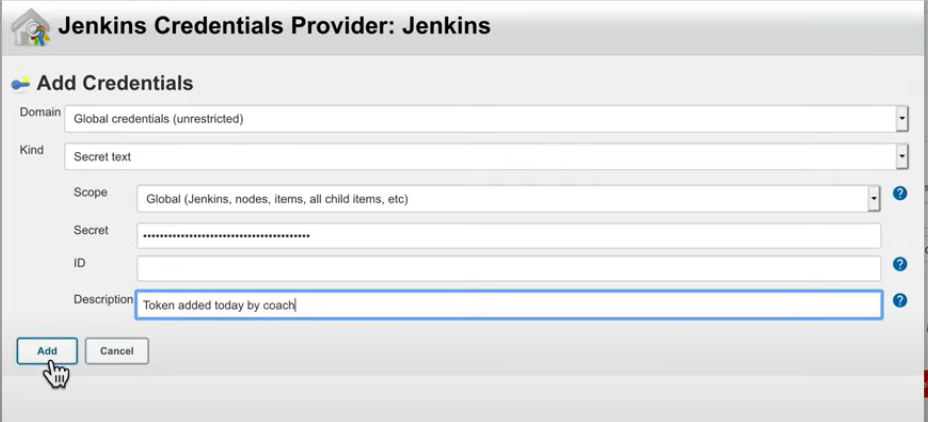 Jenkins Credentials Provider: Jenkins
Add Credentials
Domain
Global credentials (unrestricted)
Kind
Secret text
Scope
Global (Jenkins, nodes, items, all child items, etc)
Secret
••••••••••••••••••••••••••••••••••••••••
ID
Description
Token added today by coach
Add
Cancel